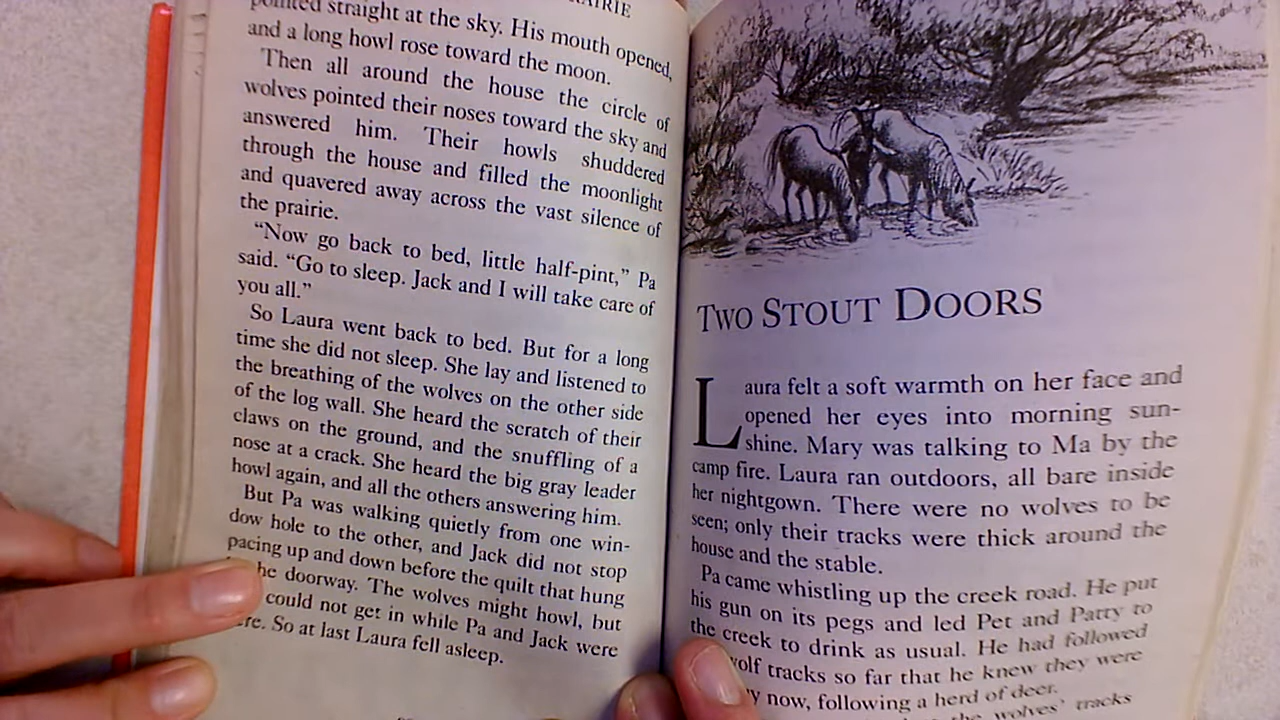 straight at the sky. His mouth opened,
and a long howl rose toward the moon.
Then all around the house the circle of
wolves pointed their noses toward the sky and
answered him. Their howls shuddered
through the house and filled the moonlight
and quavered away across the vast silence of
the prairie.
“Now go back to bed, little half-pint,” Pa
said. “Go to sleep. Jack and I will take care of
you all.”
So Laura went back to bed. But for a long
time she did not sleep. She lay and listened to
the breathing of the wolves on the other side
of the log wall. She heard the scratch of their
claws on the ground, and the snuffling of a
nose at a crack. She heard the big gray leader
howl again, and all the others answering him.
But Pa was walking quietly from one win-
dow hole to the other, and Jack did not stop
pacing up and down before the quilt that hung
the doorway. The wolves might howl, but
could not get in while Pa and Jack were
So at last Laura fell asleep.
TWO STOUT DOORS
Laura felt a soft warmth on her face and
opened her eyes into morning sun-
shine. Mary was talking to Ma by the
camp fire. Laura ran outdoors, all bare inside
her nightgown. There were no wolves to be
seen; only their tracks were thick around the
house and the stable.
Pa came whistling up the creek road. He put
his gun on its pegs and led Pet and Patty to
the creek to drink as usual. He had followed
wolf tracks so far that he knew they were
now, following a herd of deer.
the wolves’ tracks